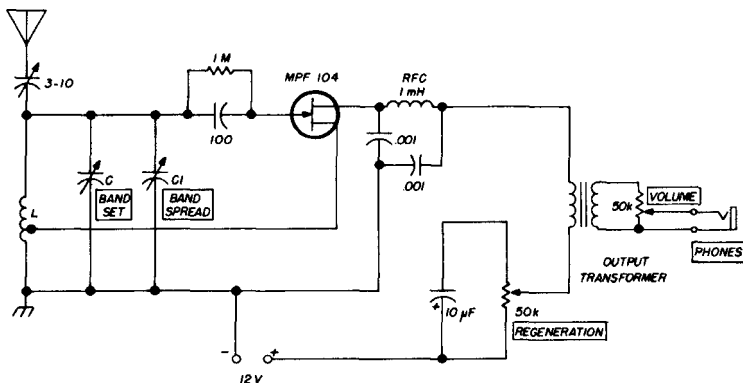 3-10
1 M
100
MPF 104
RFC
1 mH
.001
.001
C
BAND
SET
C1
BAND
SPREAD
L
50k
VOLUME
PHONES
OUTPUT
TRANSFORMER
+
10 µF
50k
REGENERATION
- +
12 V